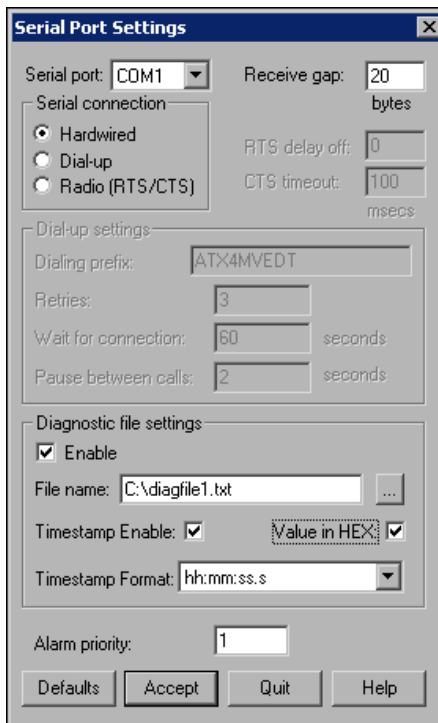 Serial Port Settings
Serial port: COM1 Receive gap: 20
bytes
Serial connection
Hardwired
Dial-up
Radio (RTS/CTS)
RTS delay off: 0
CTS timeout: 100
msecs
Dial-up settings
Dialing prefix: ATX4MVEDT
Retries: 3
Wait for connection: 60 seconds
Pause between calls: 2 seconds
Diagnostic file settings
Enable
File name: C:\diagfile1.txt ...
Timestamp Enable: Value in HEX:
Timestamp Format: hh:mm:ss.s
Alarm priority: 1
Defaults Accept Quit Help